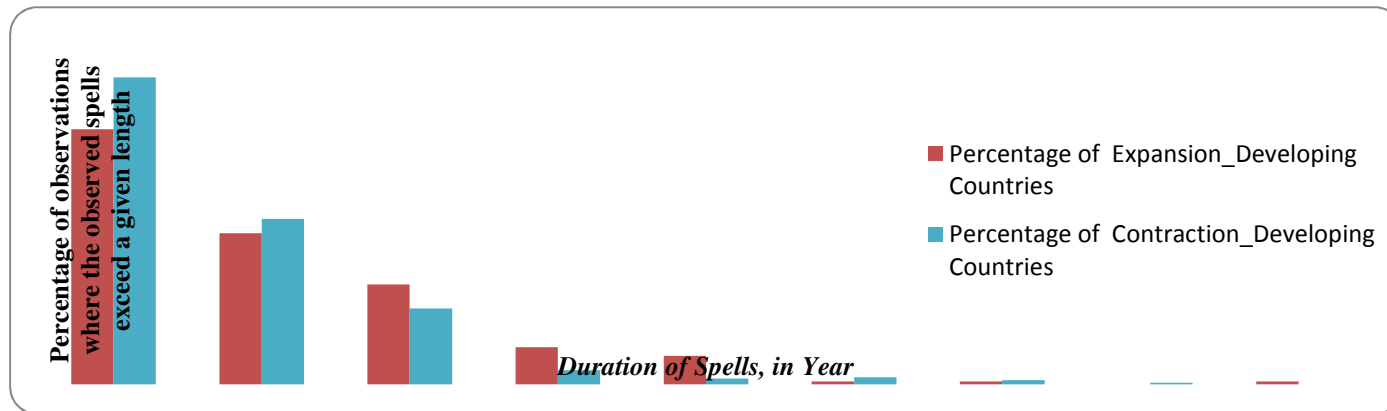 Percentage of observations
where the observed spells
exceed a given length
Percentage of Expansion_Developing
Countries
Percentage of Contraction_Developing
Countries
Duration of Spells, in Year